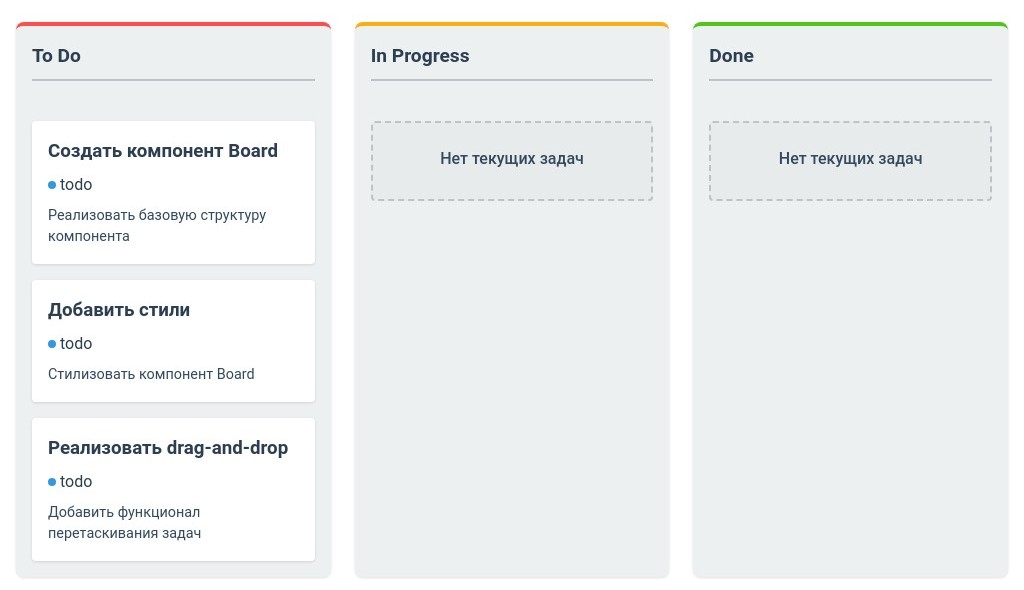 To Do
Создать компонент Board
todo
Реализовать базовую структуру
компонента
Добавить стили
todo
Стилизовать компонент Board
Реализовать drag-and-drop
todo
Добавить функционал
перетаскивания задач
In Progress
Нет текущих задач
Done
Нет текущих задач